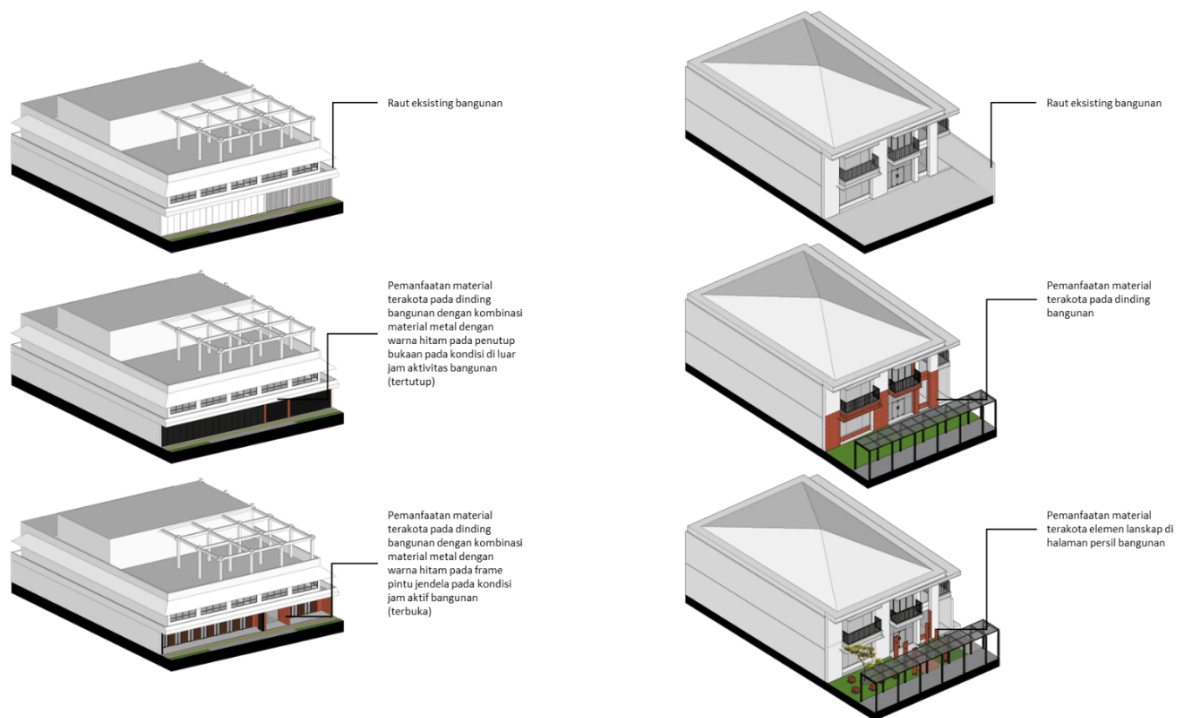 Raut eksisting bangunan
Pemanfaatan material
terakota pada dinding
bangunan dengan kombinasi
material metal dengan
warna hitam pada penutup
bukaan pada kondisi di luar
jam aktivitas bangunan
(tertutup)
Pemanfaatan material
terakota pada dinding
bangunan dengan kombinasi
material metal dengan
warna hitam pada frame
pintu jendela pada kondisi
jam aktif bangunan
(terbuka)
Raut eksisting bangunan
Pemanfaatan material
terakota pada dinding
bangunan
Pemanfaatan material
terakota elemen lanskap di
halaman persil bangunan